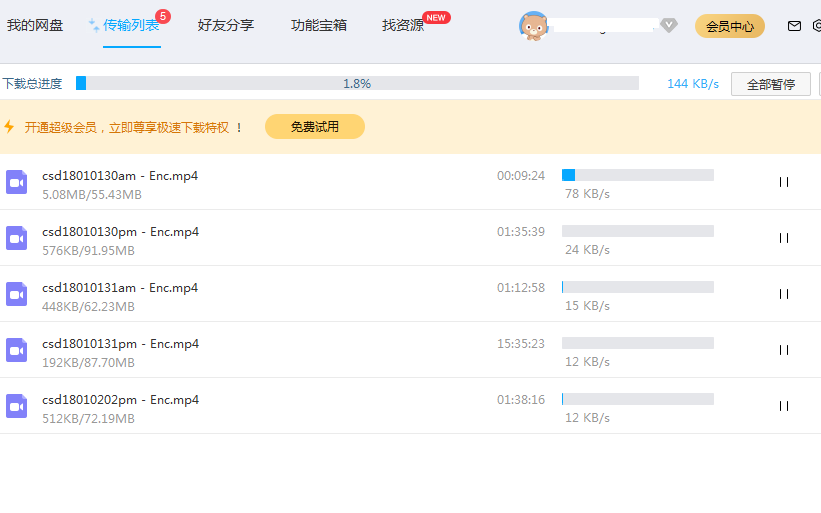 我的网盘 传输列表 5 好友分享 功能宝箱 找资源 NEW 会员中心
下载总进度 1.8% 144 KB/s 全部暂停
开通超级会员，立即尊享极速下载特权 ！ 免费试用
csd18010130am - Enc.mp4 00:09:24
5.08MB/55.43MB 78 KB/s
csd18010130pm - Enc.mp4 01:35:39
576KB/91.95MB 24 KB/s
csd18010131am - Enc.mp4 01:12:58
448KB/62.23MB 15 KB/s
csd18010131pm - Enc.mp4 15:35:23
192KB/87.70MB 12 KB/s
csd18010202pm - Enc.mp4 01:38:16
512KB/72.19MB 12 KB/s